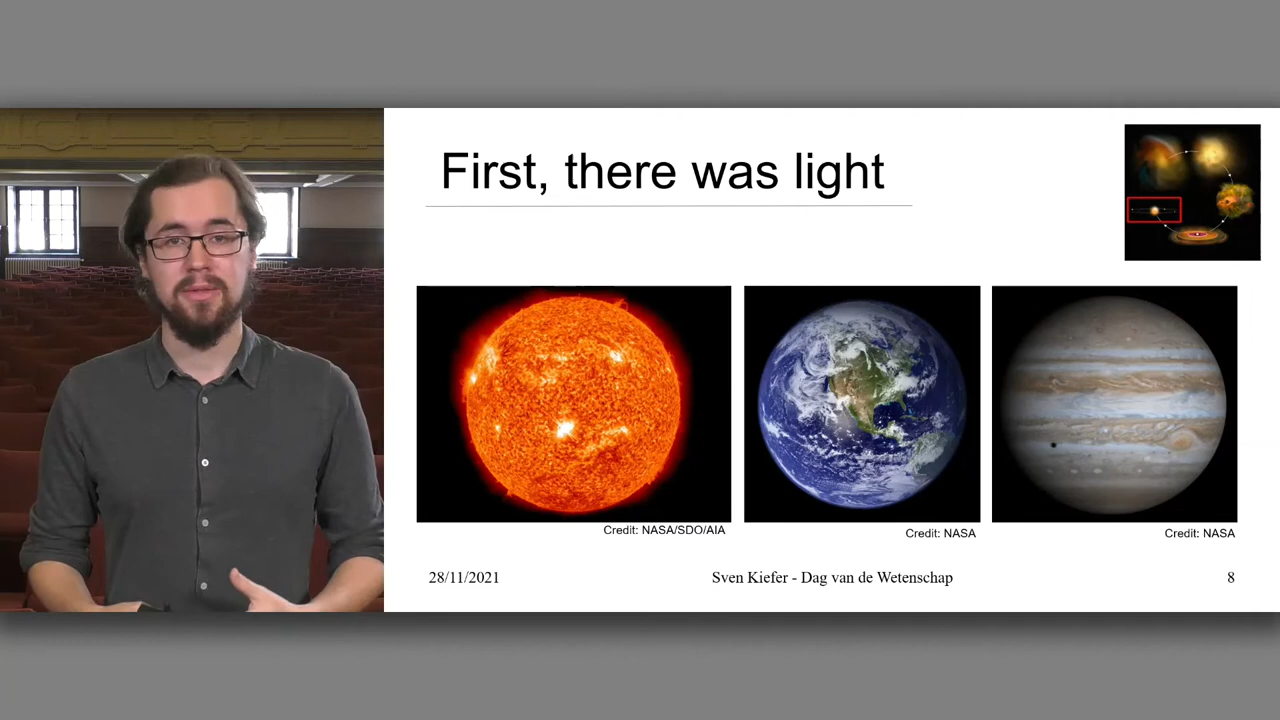 First, there was light
Credit: NASA/SDO/AIA
Credit: NASA
Credit: NASA
28/11/2021
Sven Kiefer - Dag van de Wetenschap
8